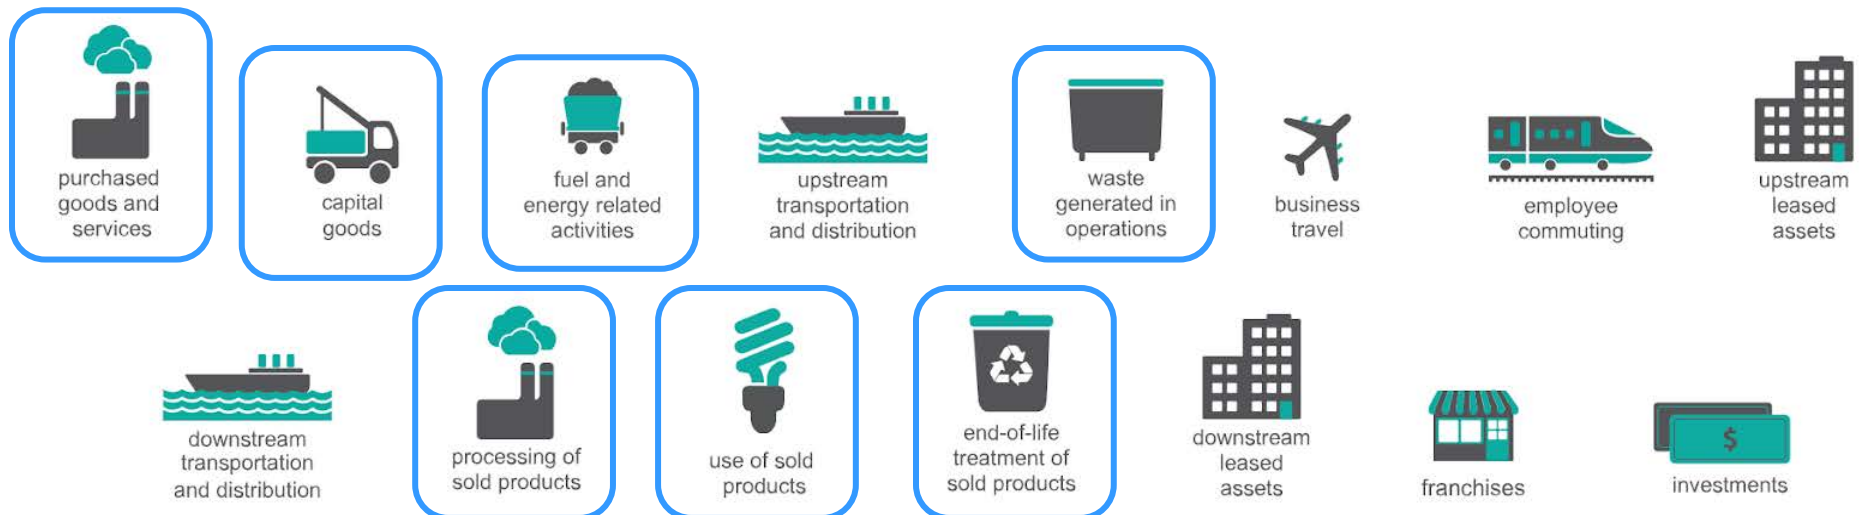 purchased
goods and
services
capital
goods
fuel and
energy related
activities
upstream
transportation
and distribution
waste
generated in
operations
business
travel
employee
commuting
upstream
leased
assets
downstream
transportation
and distribution
processing of
sold products
use of sold
products
end-of-life
treatment of
sold products
downstream
leased
assets
franchises
$
investments